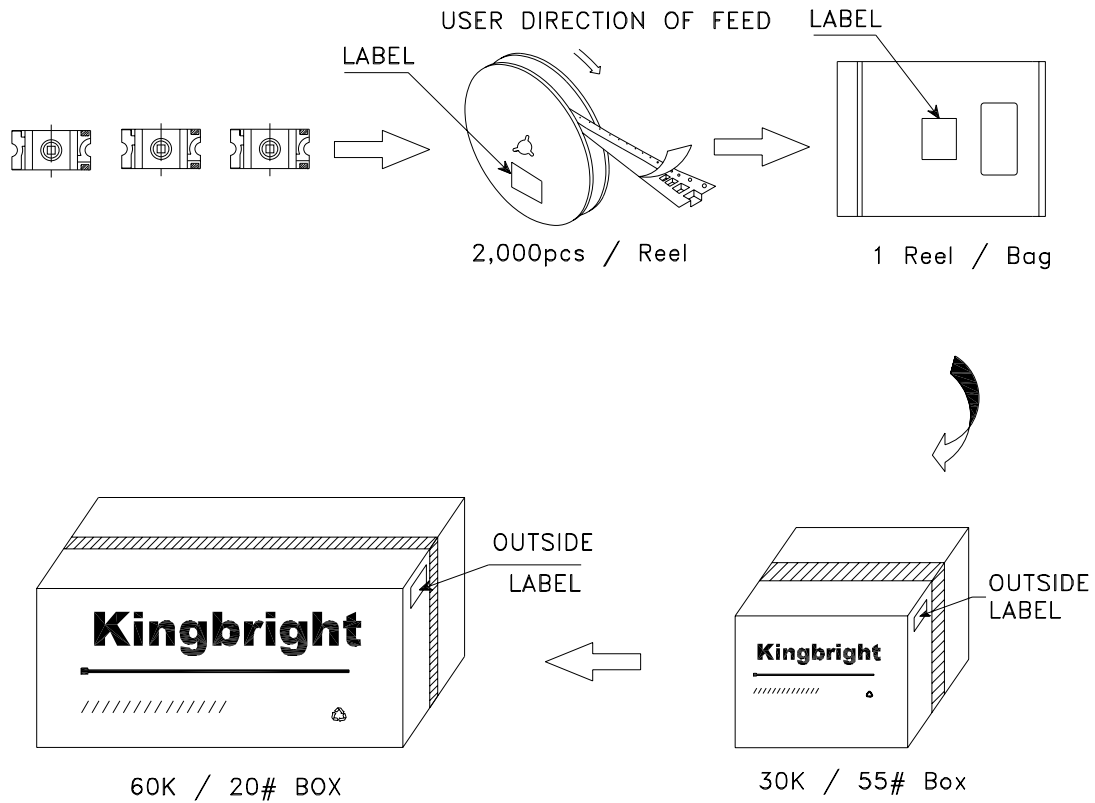 USER DIRECTION OF FEED
LABEL
LABEL
2,000pcs / Reel
1 Reel / Bag
OUTSIDE
LABEL
Kingbright
60K / 20# BOX
OUTSIDE
LABEL
Kingbright
30K / 55# Box